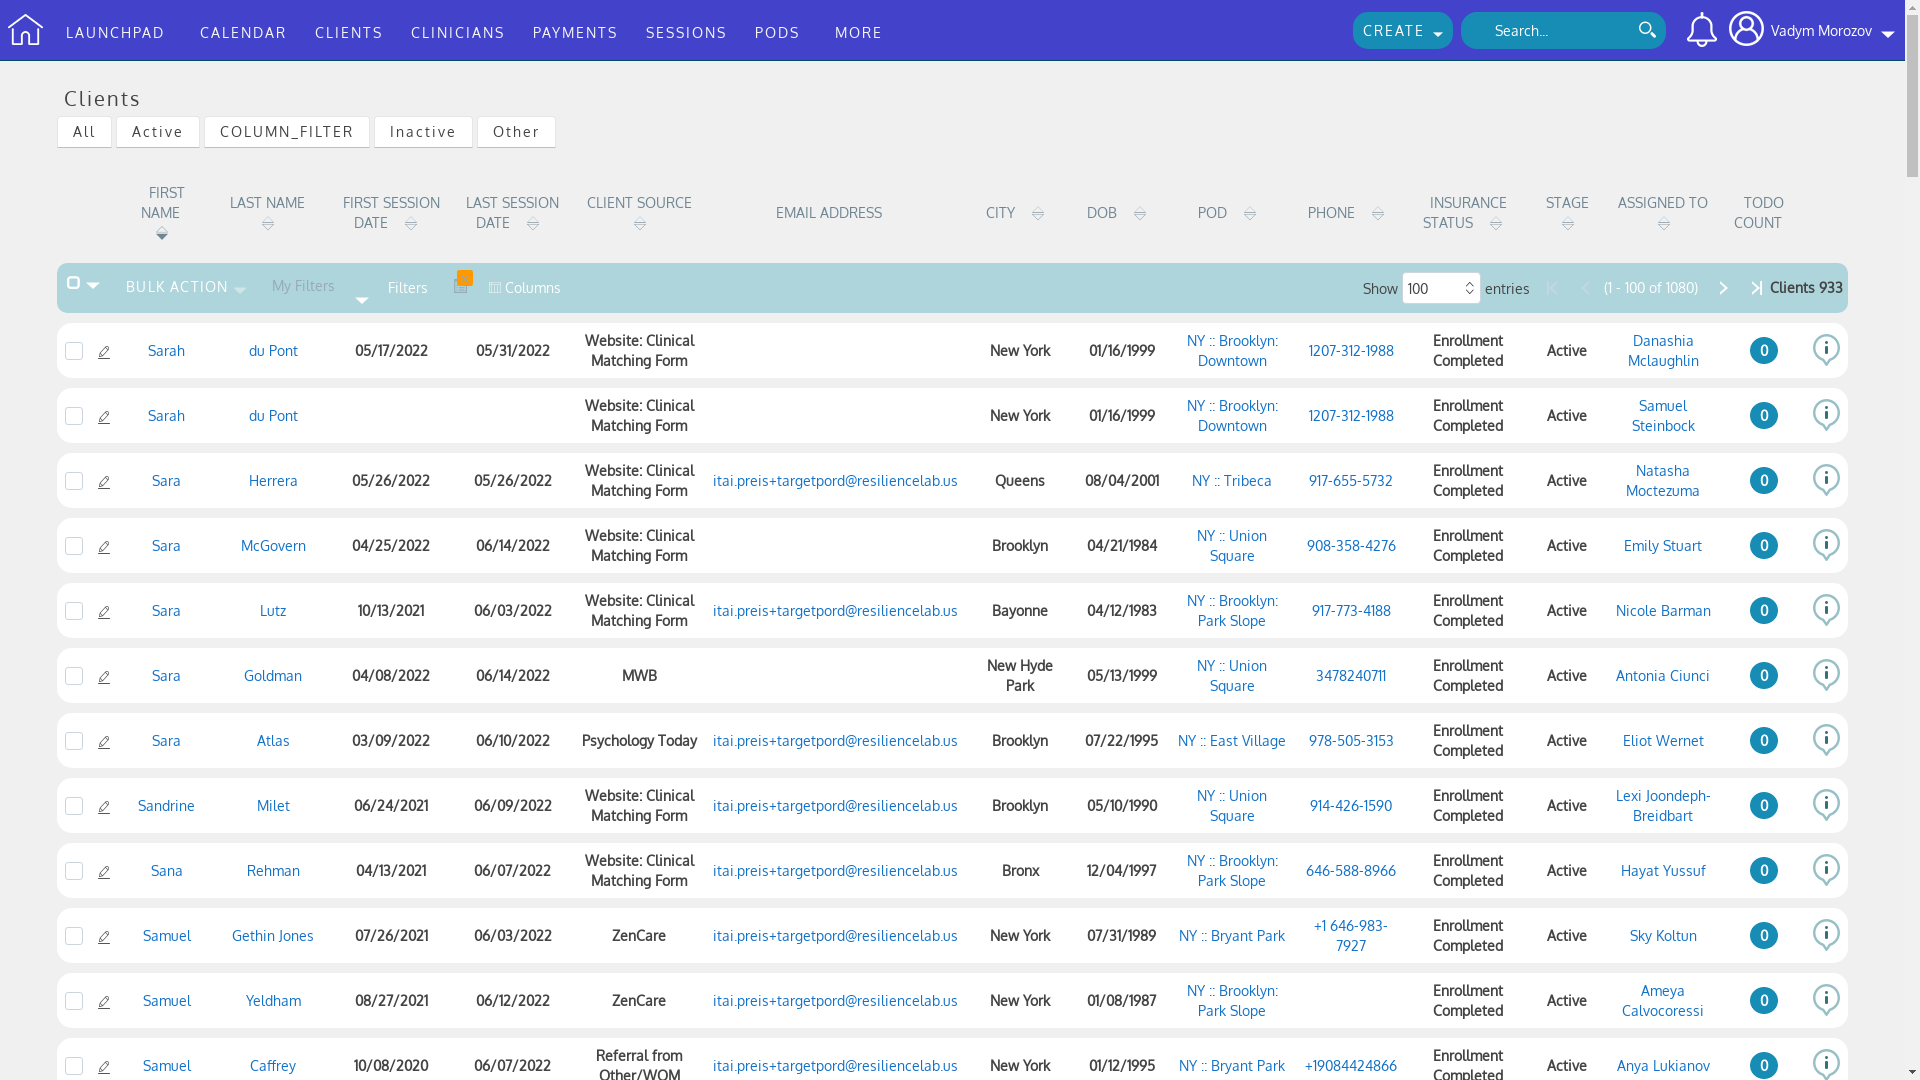 LAUNCHPAD CALENDAR CLIENTS CLINICIANS PAYMENTS SESSIONS PODS MORE CREATE Search... Vadym Morozov
Clients
All Active COLUMN_FILTER Inactive Other
FIRST NAME LAST NAME FIRST SESSION DATE LAST SESSION DATE CLIENT SOURCE EMAIL ADDRESS CITY DOB POD PHONE INSURANCE STATUS STAGE ASSIGNED TO TODO COUNT
BULK ACTION My Filters Filters Columns Show 100 entries (1 - 100 of 1080) Clients 933
Sarah du Pont 05/17/2022 05/31/2022 Website: Clinical Matching Form New York 01/16/1999 NY :: Brooklyn: Downtown 1207-312-1988 Enrollment Completed Active Danashia Mclaughlin 0
Sarah du Pont Website: Clinical Matching Form New York 01/16/1999 NY :: Brooklyn: Downtown 1207-312-1988 Enrollment Completed Active Samuel Steinbock 0
Sara Herrera 05/26/2022 05/26/2022 Website: Clinical Matching Form itai.preis+targetpord@resiliencelab.us Queens 08/04/2001 NY :: Tribeca 917-655-5732 Enrollment Completed Active Natasha Moctezuma 0
Sara McGovern 04/25/2022 06/14/2022 Website: Clinical Matching Form Brooklyn 04/21/1984 NY :: Union Square 908-358-4276 Enrollment Completed Active Emily Stuart 0
Sara Lutz 10/13/2021 06/03/2022 Website: Clinical Matching Form itai.preis+targetpord@resiliencelab.us Bayonne 04/12/1983 NY :: Brooklyn: Park Slope 917-773-4188 Enrollment Completed Active Nicole Barman 0
Sara Goldman 04/08/2022 06/14/2022 MWB New Hyde Park 05/13/1999 NY :: Union Square 3478240711 Enrollment Completed Active Antonia Ciunci 0
Sara Atlas 03/09/2022 06/10/2022 Psychology Today itai.preis+targetpord@resiliencelab.us Brooklyn 07/22/1995 NY :: East Village 978-505-3153 Enrollment Completed Active Eliot Wernet 0
Sandrine Milet 06/24/2021 06/09/2022 Website: Clinical Matching Form itai.preis+targetpord@resiliencelab.us Brooklyn 05/10/1990 NY :: Union Square 914-426-1590 Enrollment Completed Active Lexi Joondeph-Breidbart 0
Sana Rehman 04/13/2021 06/07/2022 Website: Clinical Matching Form itai.preis+targetpord@resiliencelab.us Bronx 12/04/1997 NY :: Brooklyn: Park Slope 646-588-8966 Enrollment Completed Active Hayat Yussuf 0
Samuel Gethin Jones 07/26/2021 06/03/2022 ZenCare itai.preis+targetpord@resiliencelab.us New York 07/31/1989 NY :: Bryant Park +1 646-983-7927 Enrollment Completed Active Sky Koltun 0
Samuel Yeldham 08/27/2021 06/12/2022 ZenCare itai.preis+targetpord@resiliencelab.us New York 01/08/1987 NY :: Brooklyn: Park Slope Enrollment Completed Active Ameya Calvocoressi 0
Samuel Caffrey 10/08/2020 06/07/2022 Referral from Other/WOM itai.preis+targetpord@resiliencelab.us New York 01/12/1995 NY :: Bryant Park +19084424866 Enrollment Completed Active Anya Lukianov 0